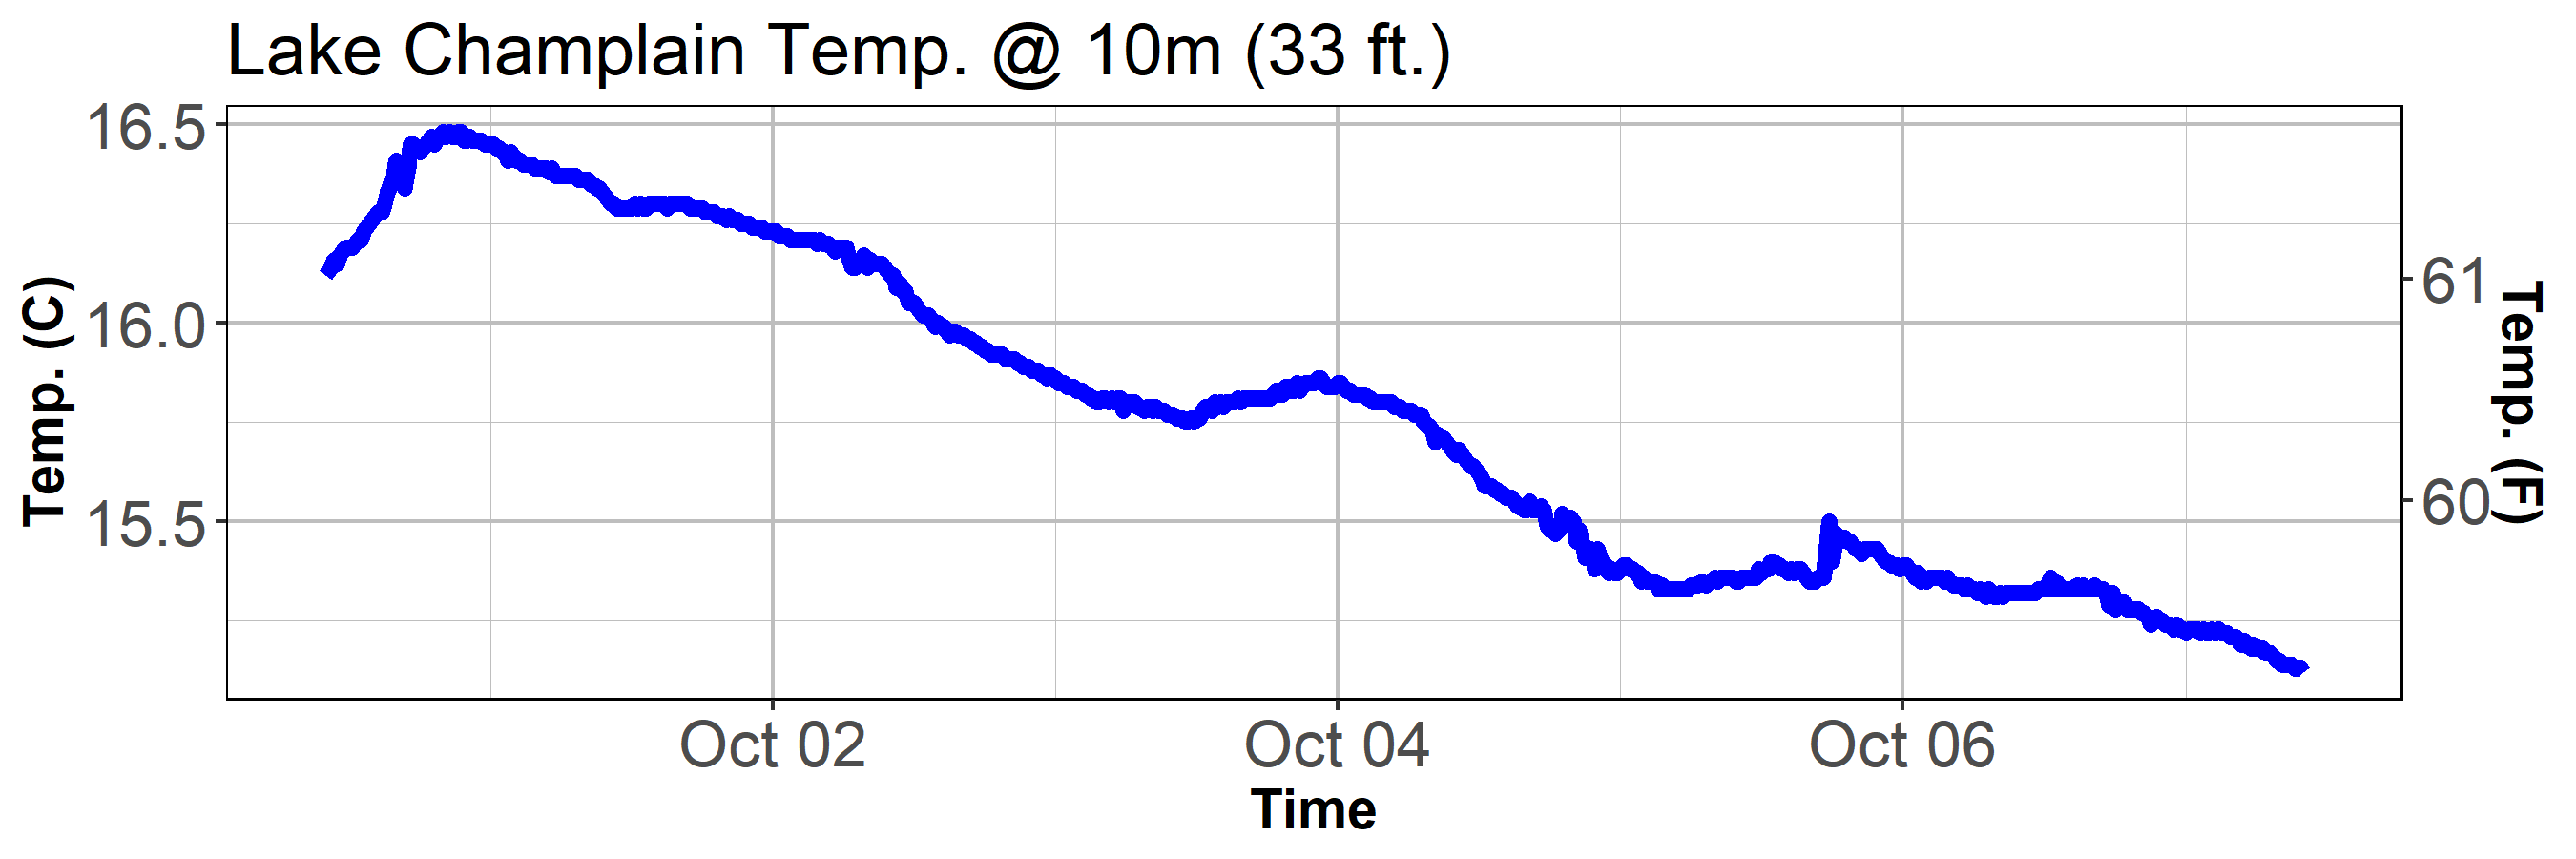 Lake Champlain Temp. @ 10m (33 ft.)
16.5
16.0
15.5
Temp. (C)
61
60
Temp. (F)
Oct 02 Oct 04 Oct 06
Time